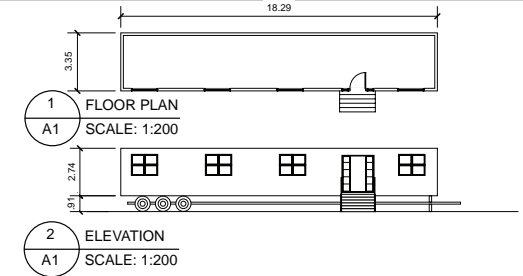 18.29
3.35
1
A1
FLOOR PLAN
SCALE: 1:200
2.74
.91
2
A1
ELEVATION
SCALE: 1:200